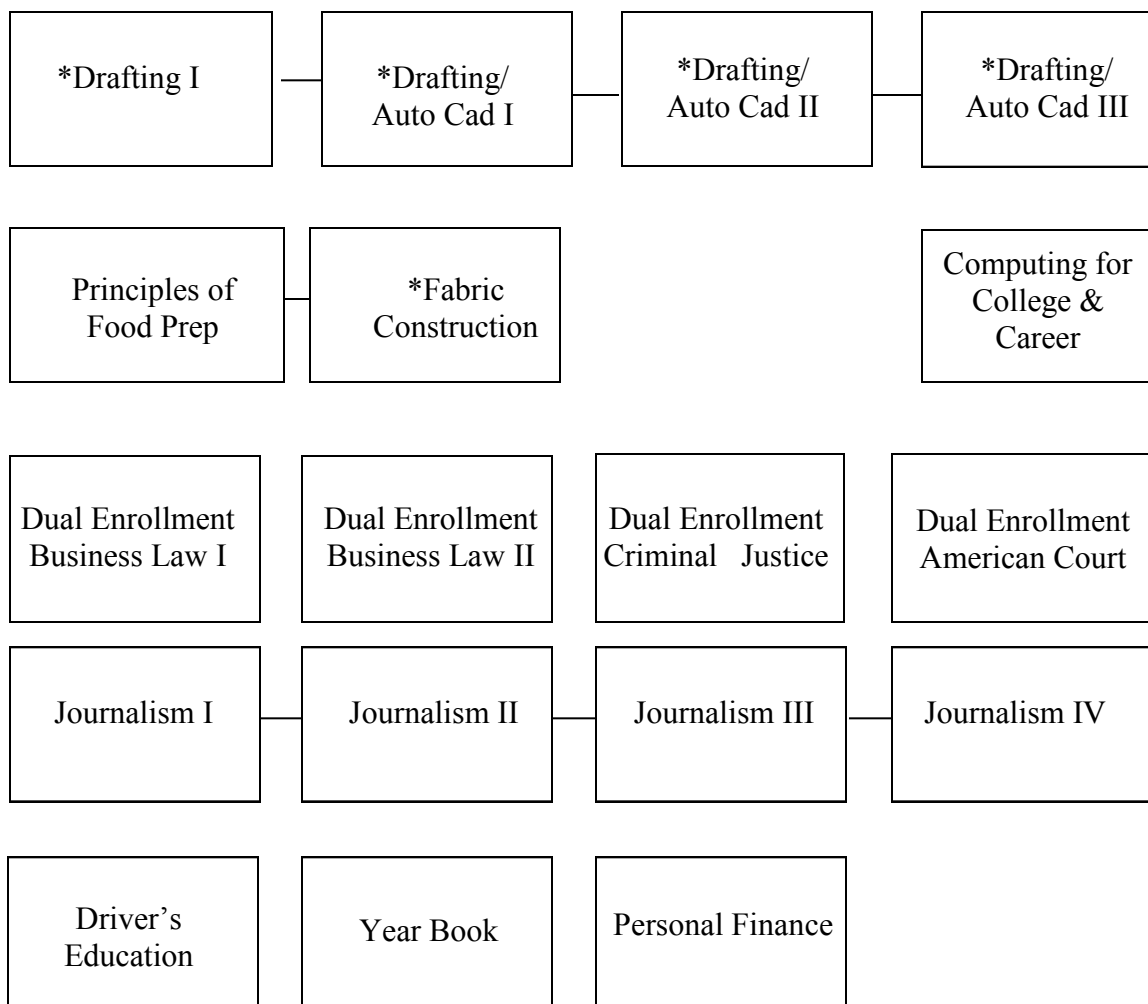 *Drafting I
*Drafting/
Auto Cad I
*Drafting/
Auto Cad II
*Drafting/
Auto Cad III
Principles of
Food Prep
*Fabric
Construction
Computing for
College &
Career
Dual Enrollment
Business Law I
Dual Enrollment
Business Law II
Dual Enrollment
Criminal Justice
Dual Enrollment
American Court
Journalism I
Journalism II
Journalism III
Journalism IV
Driver’s
Education
Year Book
Personal Finance